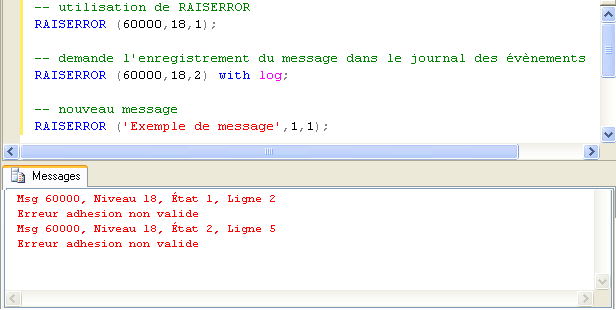 -- utilisation de RAISERROR
RAISERROR (60000,18,1);
-- demande l'enregistrement du message dans le journal des évènements
RAISERROR (60000,18,2) with log;
-- nouveau message
RAISERROR ('Exemple de message',1,1);
Messages
Msg 60000, Niveau 18, État 1, Ligne 2
Erreur adhesion non valide
Msg 60000, Niveau 18, État 2, Ligne 5
Erreur adhesion non valide